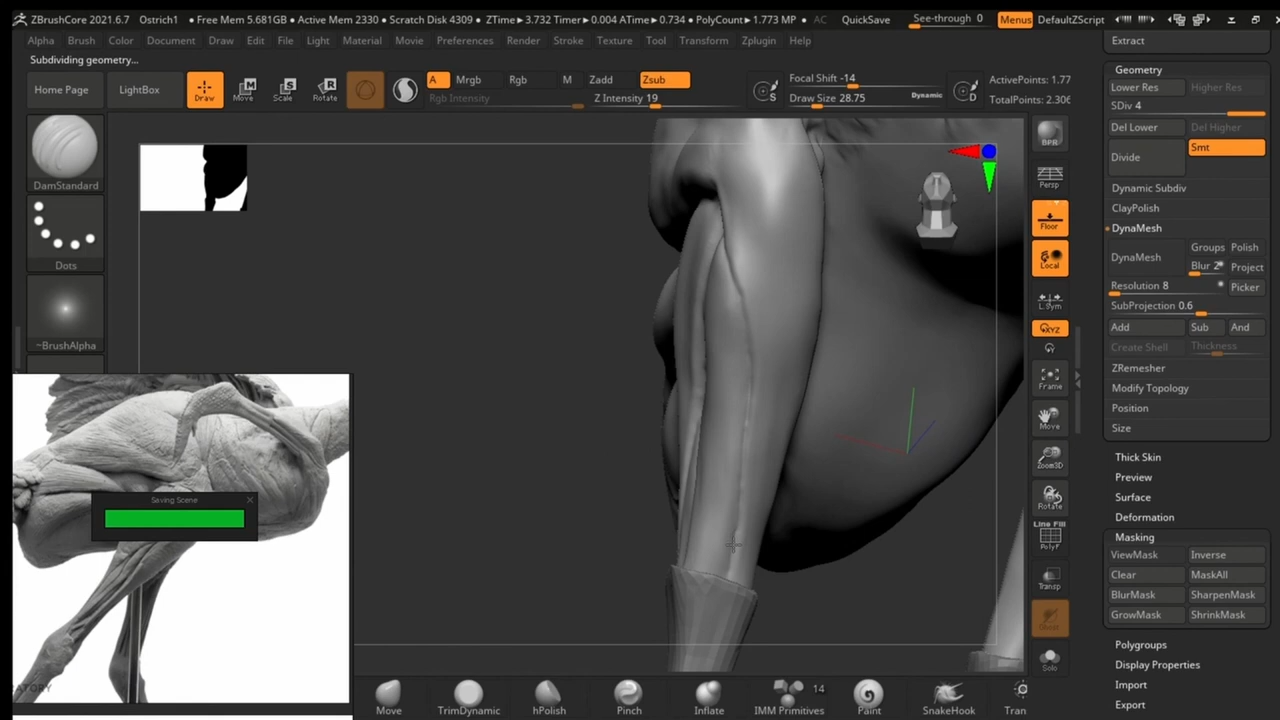 ZBrushCore 2021.6.7 Ostrich1 • Free Mem 5.681GB • Active Mem 2330 • Scratch Disk 4309 • ZTime►3.732 Timer►0.004 ATime►0.734 • PolyCount►1.773 MP • AC QuickSave See-through 0 Menus DefaultZScript
Alpha Brush Color Document Draw Edit File Light Material Movie Preferences Render Stroke Texture Tool Transform Zplugin Help
Extract
Subdividing geometry...
Home Page
LightBox
Draw
Move
Scale
Rotate
A Mrgb Rgb M Zadd Zsub
Rgb Intensity
Z Intensity 19
S
Focal Shift -14
Draw Size 28.75 Dynamic
D
ActivePoints: 1.77
TotalPoints: 2.306
DamStandard
Dots
~BrushAlpha
Saving Scene
ATORY
BPR
Persp
Floor
Local
L.Sym
XYZ
Frame
Move
Zoom3D
Rotate
Line Fill
PolyF
Transp
Solo
Geometry
Lower Res Higher Res
SDiv 4
Del Lower Del Higher
Divide Smt
Dynamic Subdiv
ClayPolish
DynaMesh
DynaMesh Groups Polish
Blur 2 Project
Resolution 8 Picker
SubProjection 0.6
Add Sub And
Create Shell Thickness
ZRemesher
Modify Topology
Position
Size
Thick Skin
Preview
Surface
Deformation
Masking
ViewMask Inverse
Clear MaskAll
BlurMask SharpenMask
GrowMask ShrinkMask
Polygroups
Display Properties
Import
Export
Move
TrimDynamic
hPolish
Pinch
Inflate
IMM Primitives 14
Paint
SnakeHook
Tran